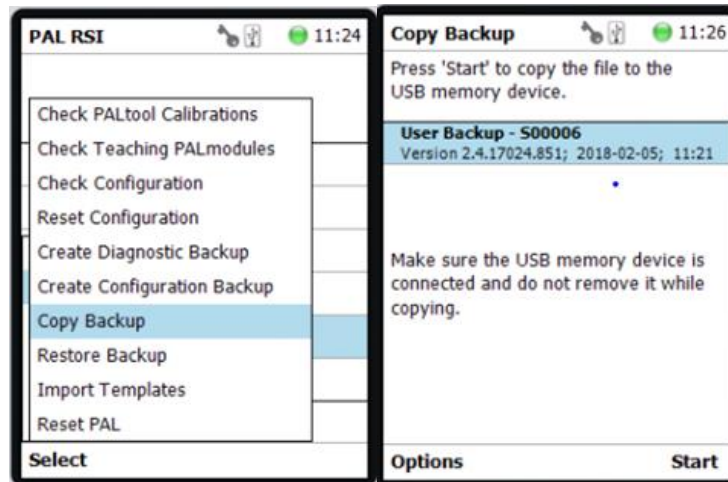 PAL RSI 11:24
Check PALtool Calibrations
Check Teaching PALmodules
Check Configuration
Reset Configuration
Create Diagnostic Backup
Create Configuration Backup
Copy Backup
Restore Backup
Import Templates
Reset PAL
Select
Copy Backup 11:26
Press 'Start' to copy the file to the
USB memory device.
User Backup - S00006
Version 2.4.17024.851; 2018-02-05; 11:21
Make sure the USB memory device is
connected and do not remove it while
copying.
Options Start